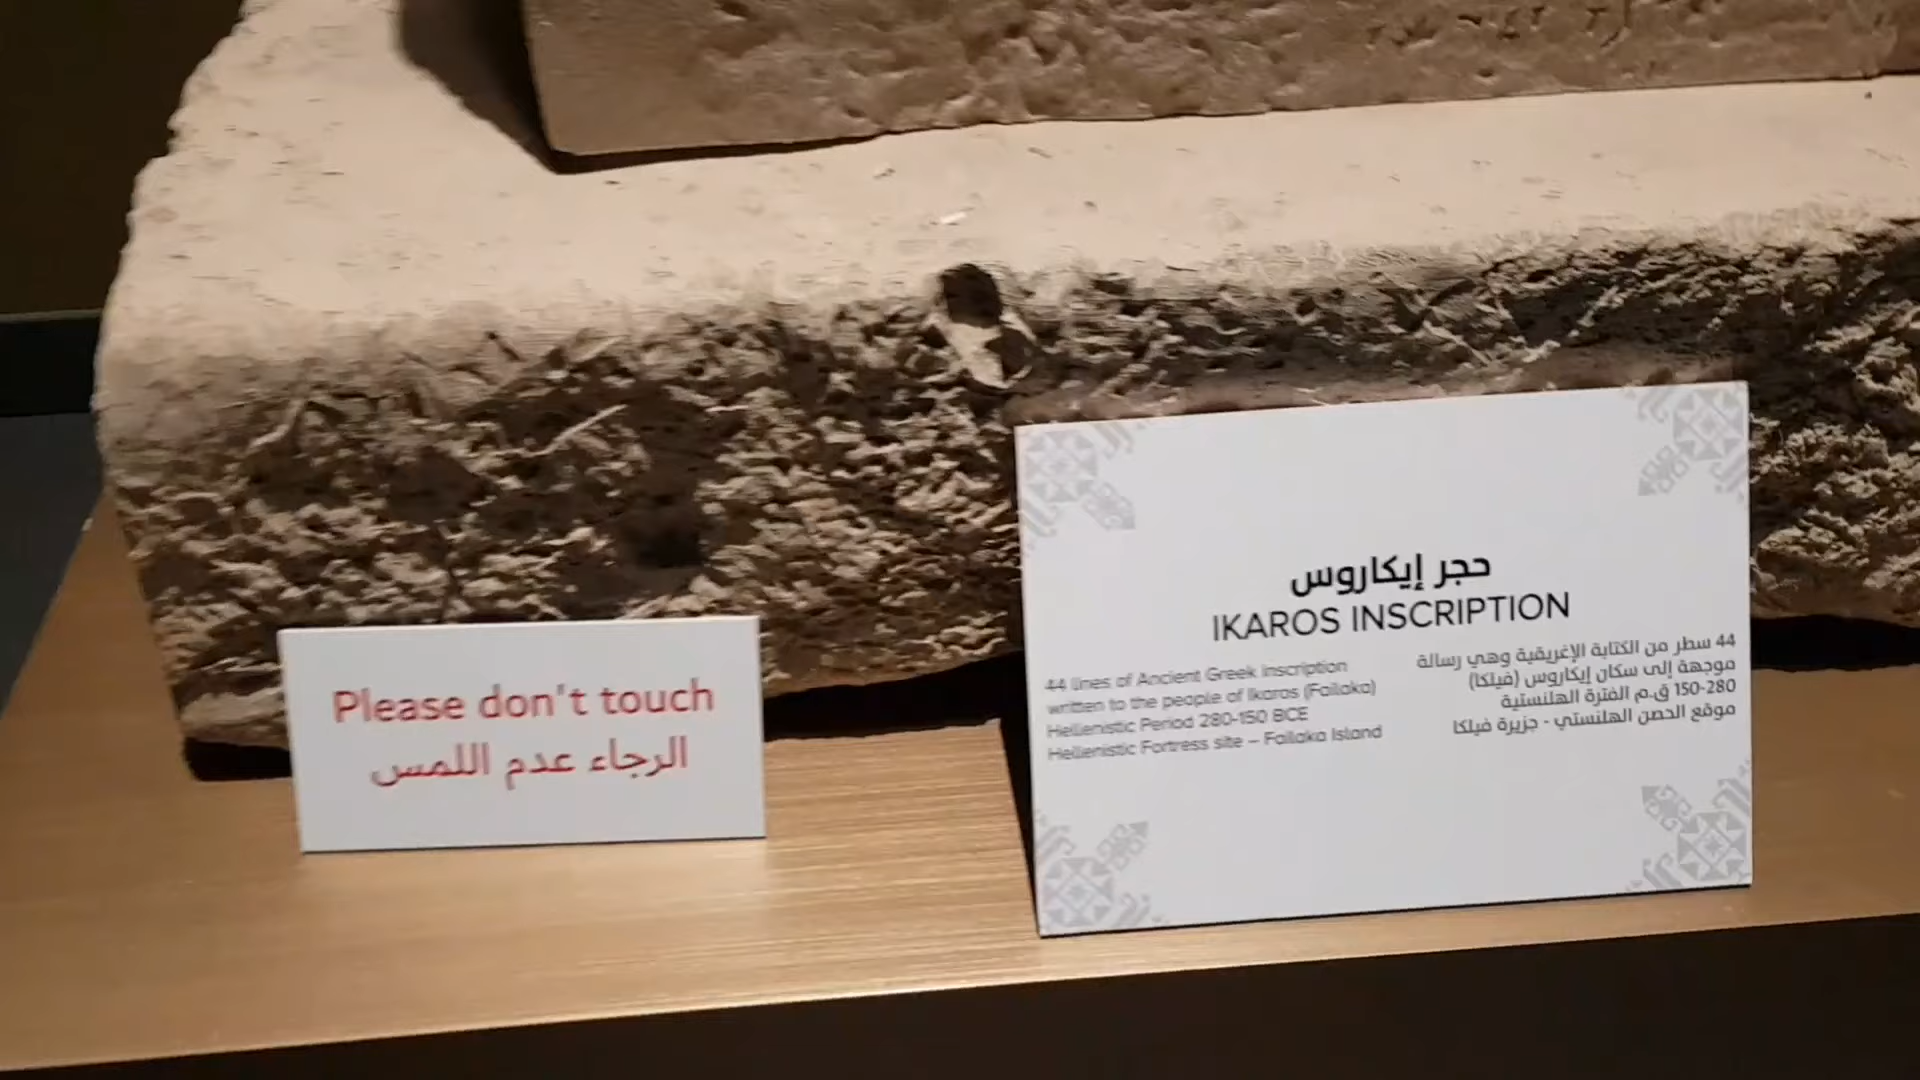 Please don't touch
الرجاء عدم اللمس
حجر إيكاروس
IKAROS INSCRIPTION
44 lines of Ancient Greek inscription
written to the people of Ikaros (Failaka)
Hellenistic Period 280-150 BCE
Hellenistic Fortress site – Failaka Island
44 سطر من الكتابة الإغريقية وهي رسالة
موجهة إلى سكان إيكاروس (فيلكا)
150-280 ق.م الفترة الهلنستية
موقع الحصن الهلنستي - جزيرة فيلكا